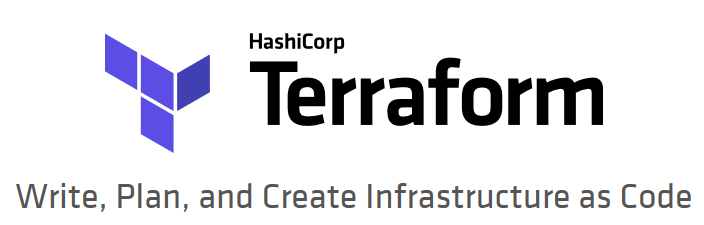 HashiCorp
Terraform
Write, Plan, and Create Infrastructure as Code